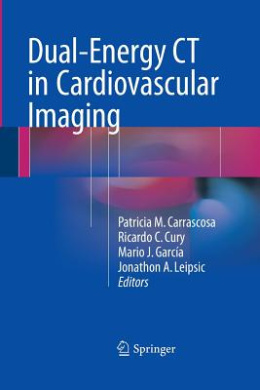 Dual-Energy CT
in Cardiovascular
Imaging
Patricia M. Carrascosa
Ricardo C. Cury
Mario J. García
Jonathon A. Leipsic
Editors
Springer